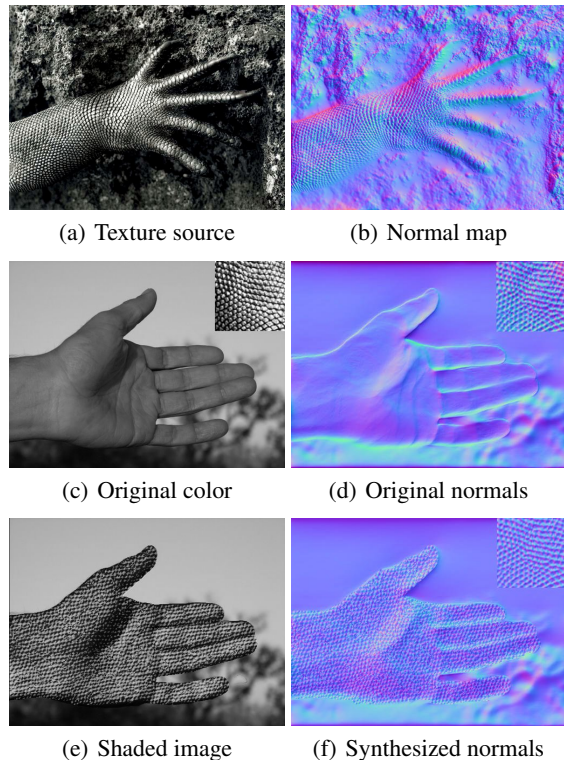 (a) Texture source
(b) Normal map
(c) Original color
(d) Original normals
(e) Shaded image
(f) Synthesized normals